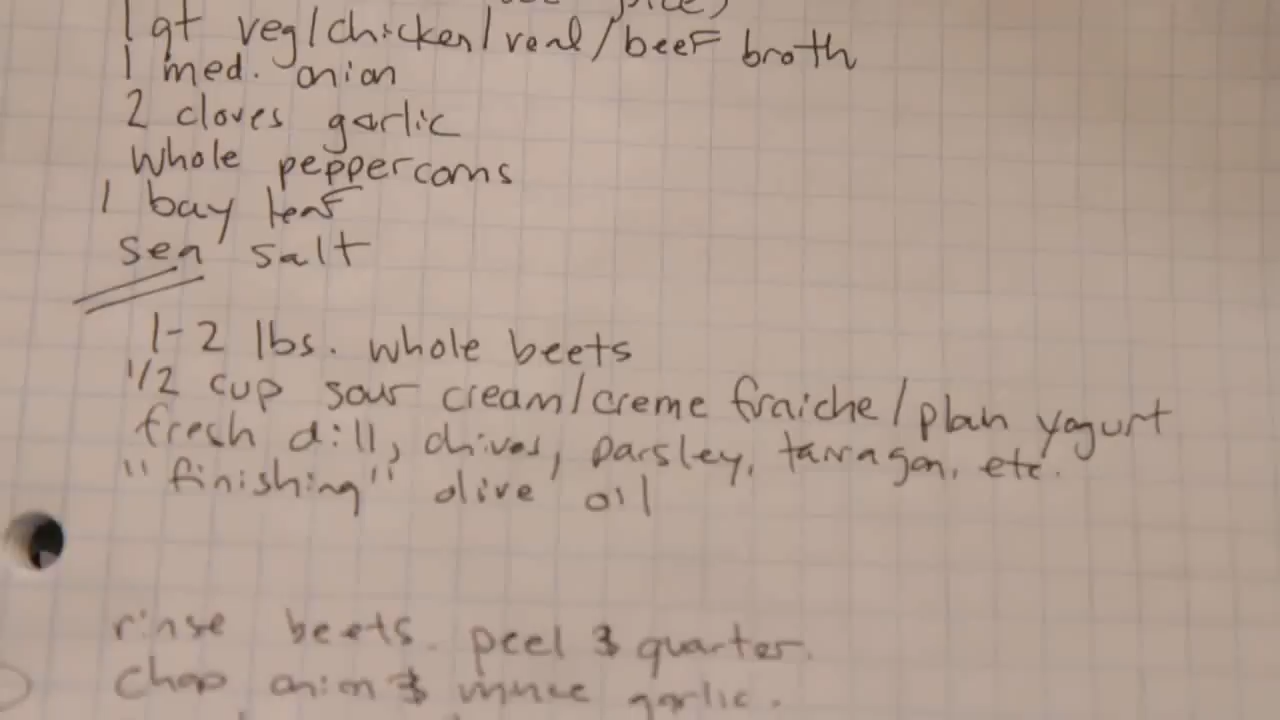 1 qt veg/chicken/veal/beef broth
1 med. onion
2 cloves garlic
whole peppercorns
1 bay leaf
sea salt
1-2 lbs. whole beets
1/2 cup sour cream/creme fraiche/plain yogurt
fresh dill, chives, parsley, tarragon, etc.
"finishing" olive oil
rinse beets. peel & quarter.
chop onion & mince garlic.